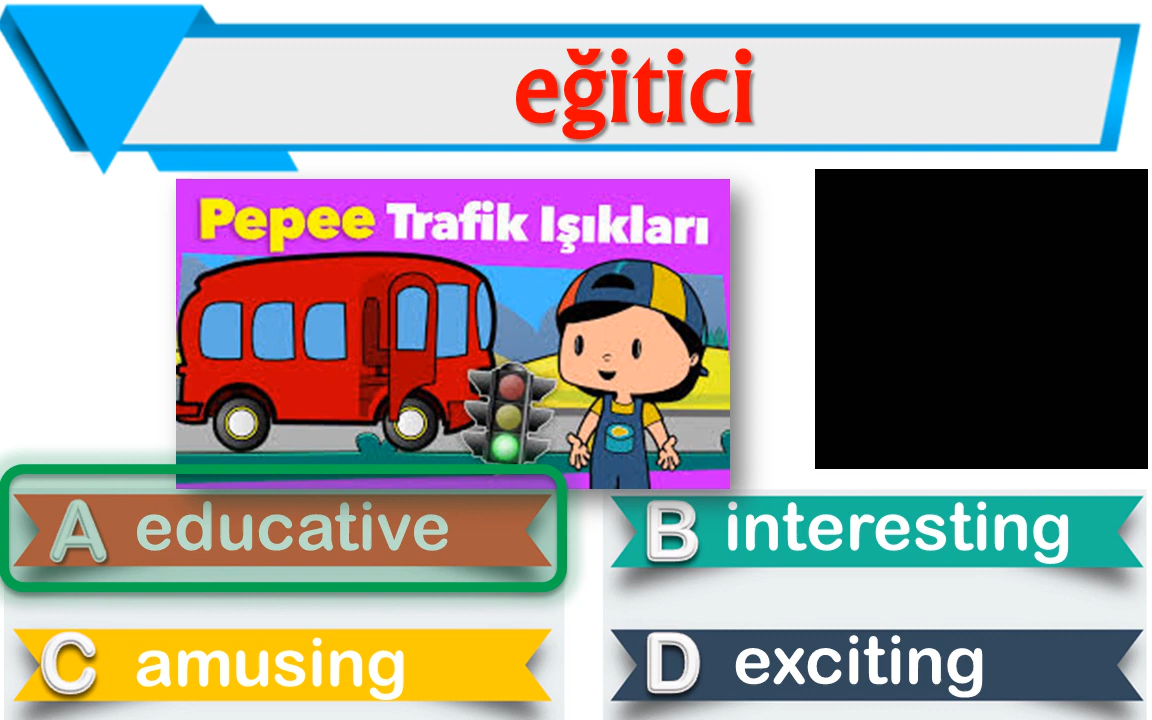 eğitici
Pepee Trafik Işıkları
A educative
B interesting
C amusing
D exciting